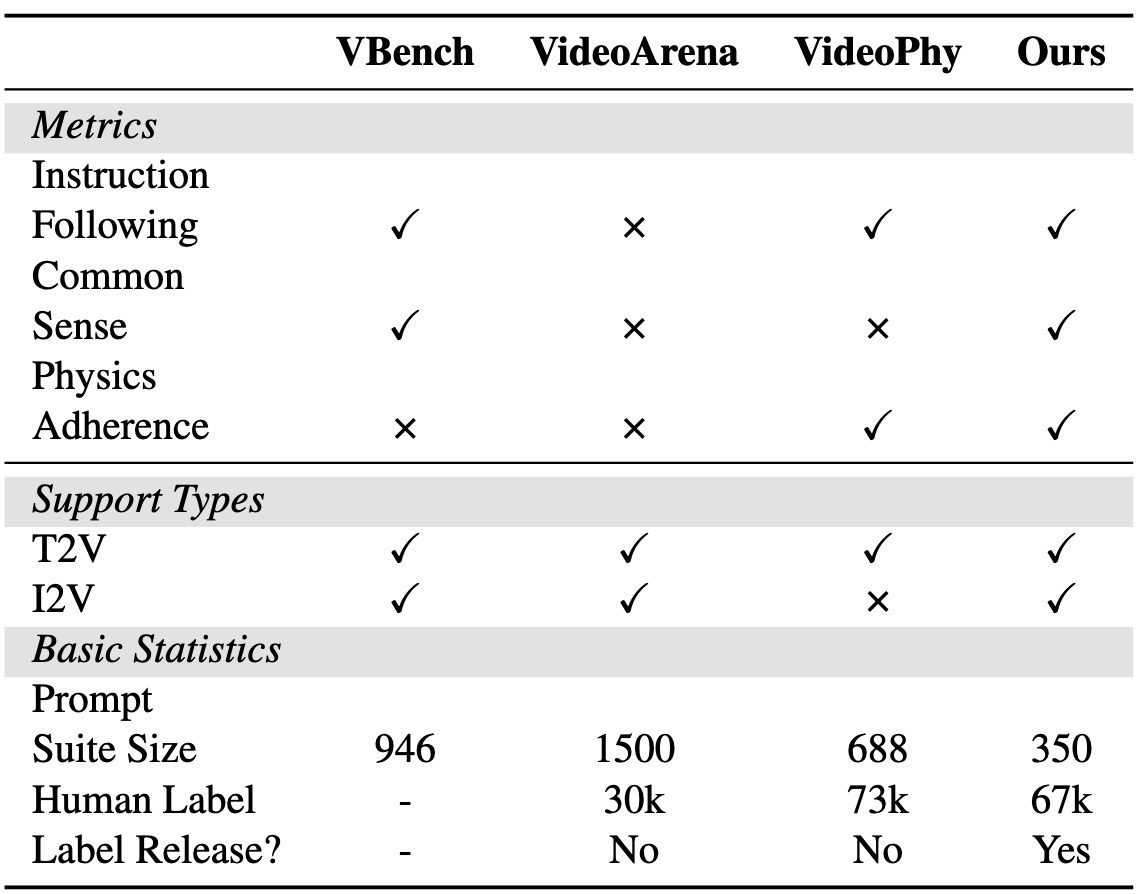 VBench VideoArena VideoPhy Ours
Metrics
Instruction
Following ✓ × ✓ ✓
Common
Sense ✓ × × ✓
Physics
Adherence × × ✓ ✓
Support Types
T2V ✓ ✓ ✓ ✓
I2V ✓ ✓ × ✓
Basic Statistics
Prompt
Suite Size 946 1500 688 350
Human Label - 30k 73k 67k
Label Release? - No No Yes